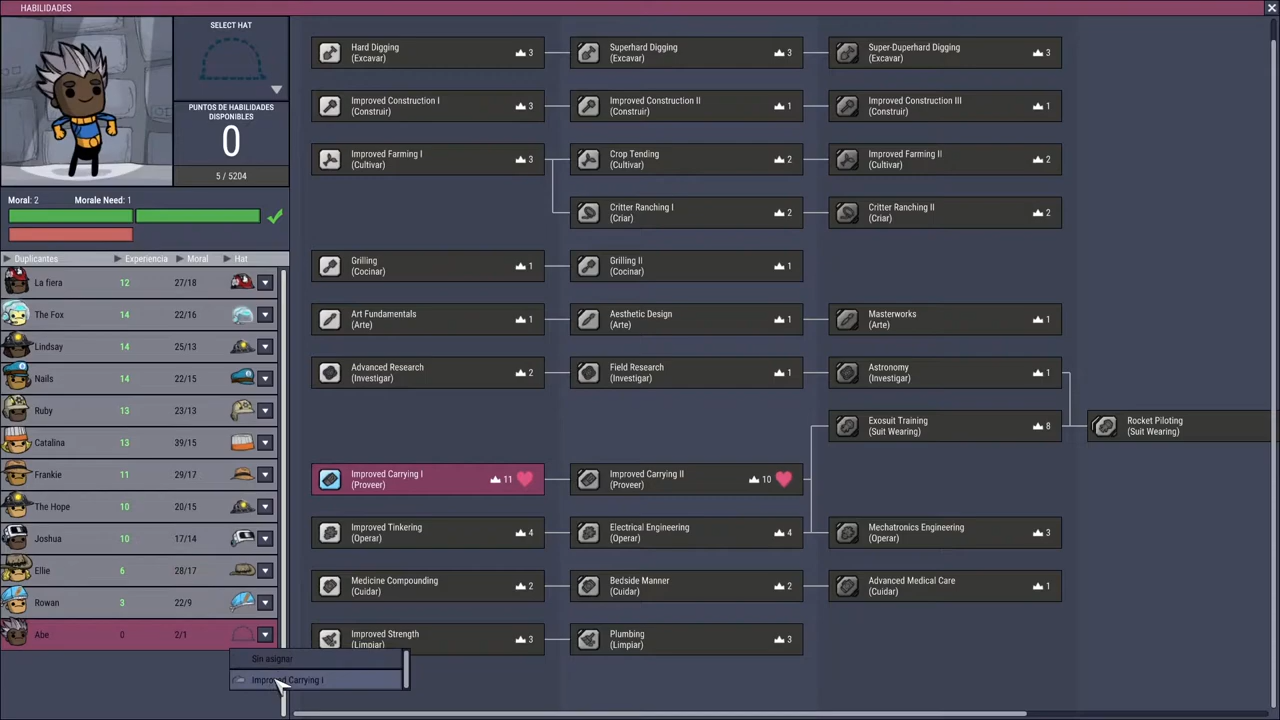 HABILIDADES
SELECT HAT
PUNTOS DE HABILIDADES
DISPONIBLES
0
5 / 5204
Moral: 2 Morale Need: 1
Duplicantes Experiencia Moral Hat
La fiera 12 27/18
The Fox 14 22/16
Lindsay 14 25/13
Nails 14 22/15
Ruby 13 23/13
Catalina 13 39/15
Frankie 11 29/17
The Hope 10 20/15
Joshua 10 17/14
Ellie 6 28/17
Rowan 3 22/9
Abe 0 2/1
Sin asignar
Improved Carrying I
Hard Digging
(Excavar) 3
Superhard Digging
(Excavar) 3
Super-Duperhard Digging
(Excavar) 3
Improved Construction I
(Construir) 3
Improved Construction II
(Construir) 1
Improved Construction III
(Construir) 1
Improved Farming I
(Cultivar) 3
Crop Tending
(Cultivar) 2
Improved Farming II
(Cultivar) 2
Critter Ranching I
(Criar) 2
Critter Ranching II
(Criar) 2
Grilling
(Cocinar) 1
Grilling II
(Cocinar) 1
Art Fundamentals
(Arte) 1
Aesthetic Design
(Arte) 1
Masterworks
(Arte) 1
Advanced Research
(Investigar) 2
Field Research
(Investigar) 1
Astronomy
(Investigar) 1
Exosuit Training
(Suit Wearing) 8
Rocket Piloting
(Suit Wearing)
Improved Carrying I
(Proveer) 11
Improved Carrying II
(Proveer) 10
Improved Tinkering
(Operar) 4
Electrical Engineering
(Operar) 4
Mechatronics Engineering
(Operar) 3
Medicine Compounding
(Cuidar) 2
Bedside Manner
(Cuidar) 2
Advanced Medical Care
(Cuidar) 1
Improved Strength
(Limpiar) 3
Plumbing
(Limpiar) 3